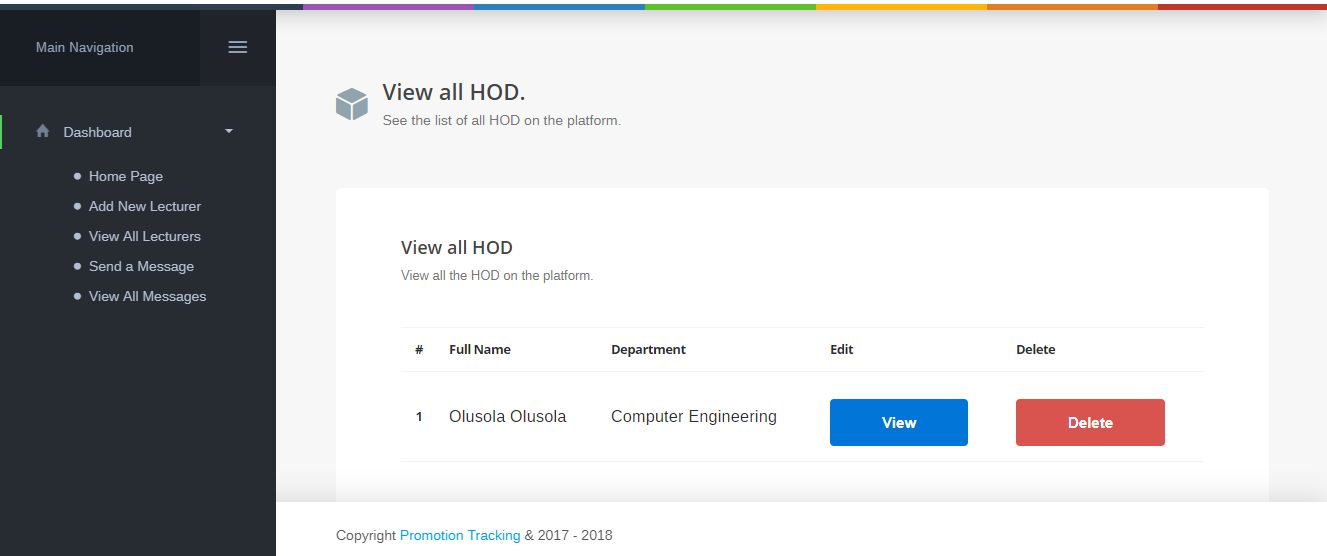 Main Navigation
Dashboard
Home Page
Add New Lecturer
View All Lecturers
Send a Message
View All Messages
View all HOD.
See the list of all HOD on the platform.
View all HOD
View all the HOD on the platform.
# Full Name Department Edit Delete
1 Olusola Olusola Computer Engineering View Delete
Copyright Promotion Tracking & 2017 - 2018